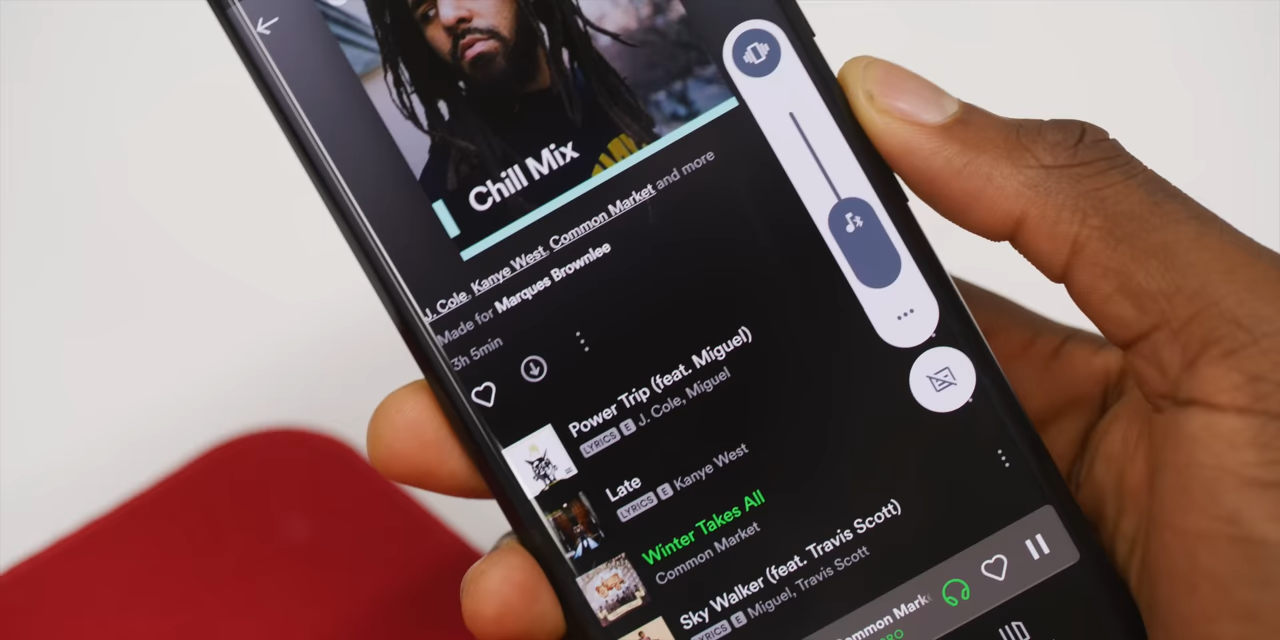 Chill Mix
J. Cole, Kanye West, Common Market and more
Made for Marques Brownlee
3h 5min
Power Trip (feat. Miguel)
LYRICS E J. Cole, Miguel
Late
LYRICS E Kanye West
Winter Takes All
Common Market
Sky Walker (feat. Travis Scott)
LYRICS E Miguel, Travis Scott
Common Mark